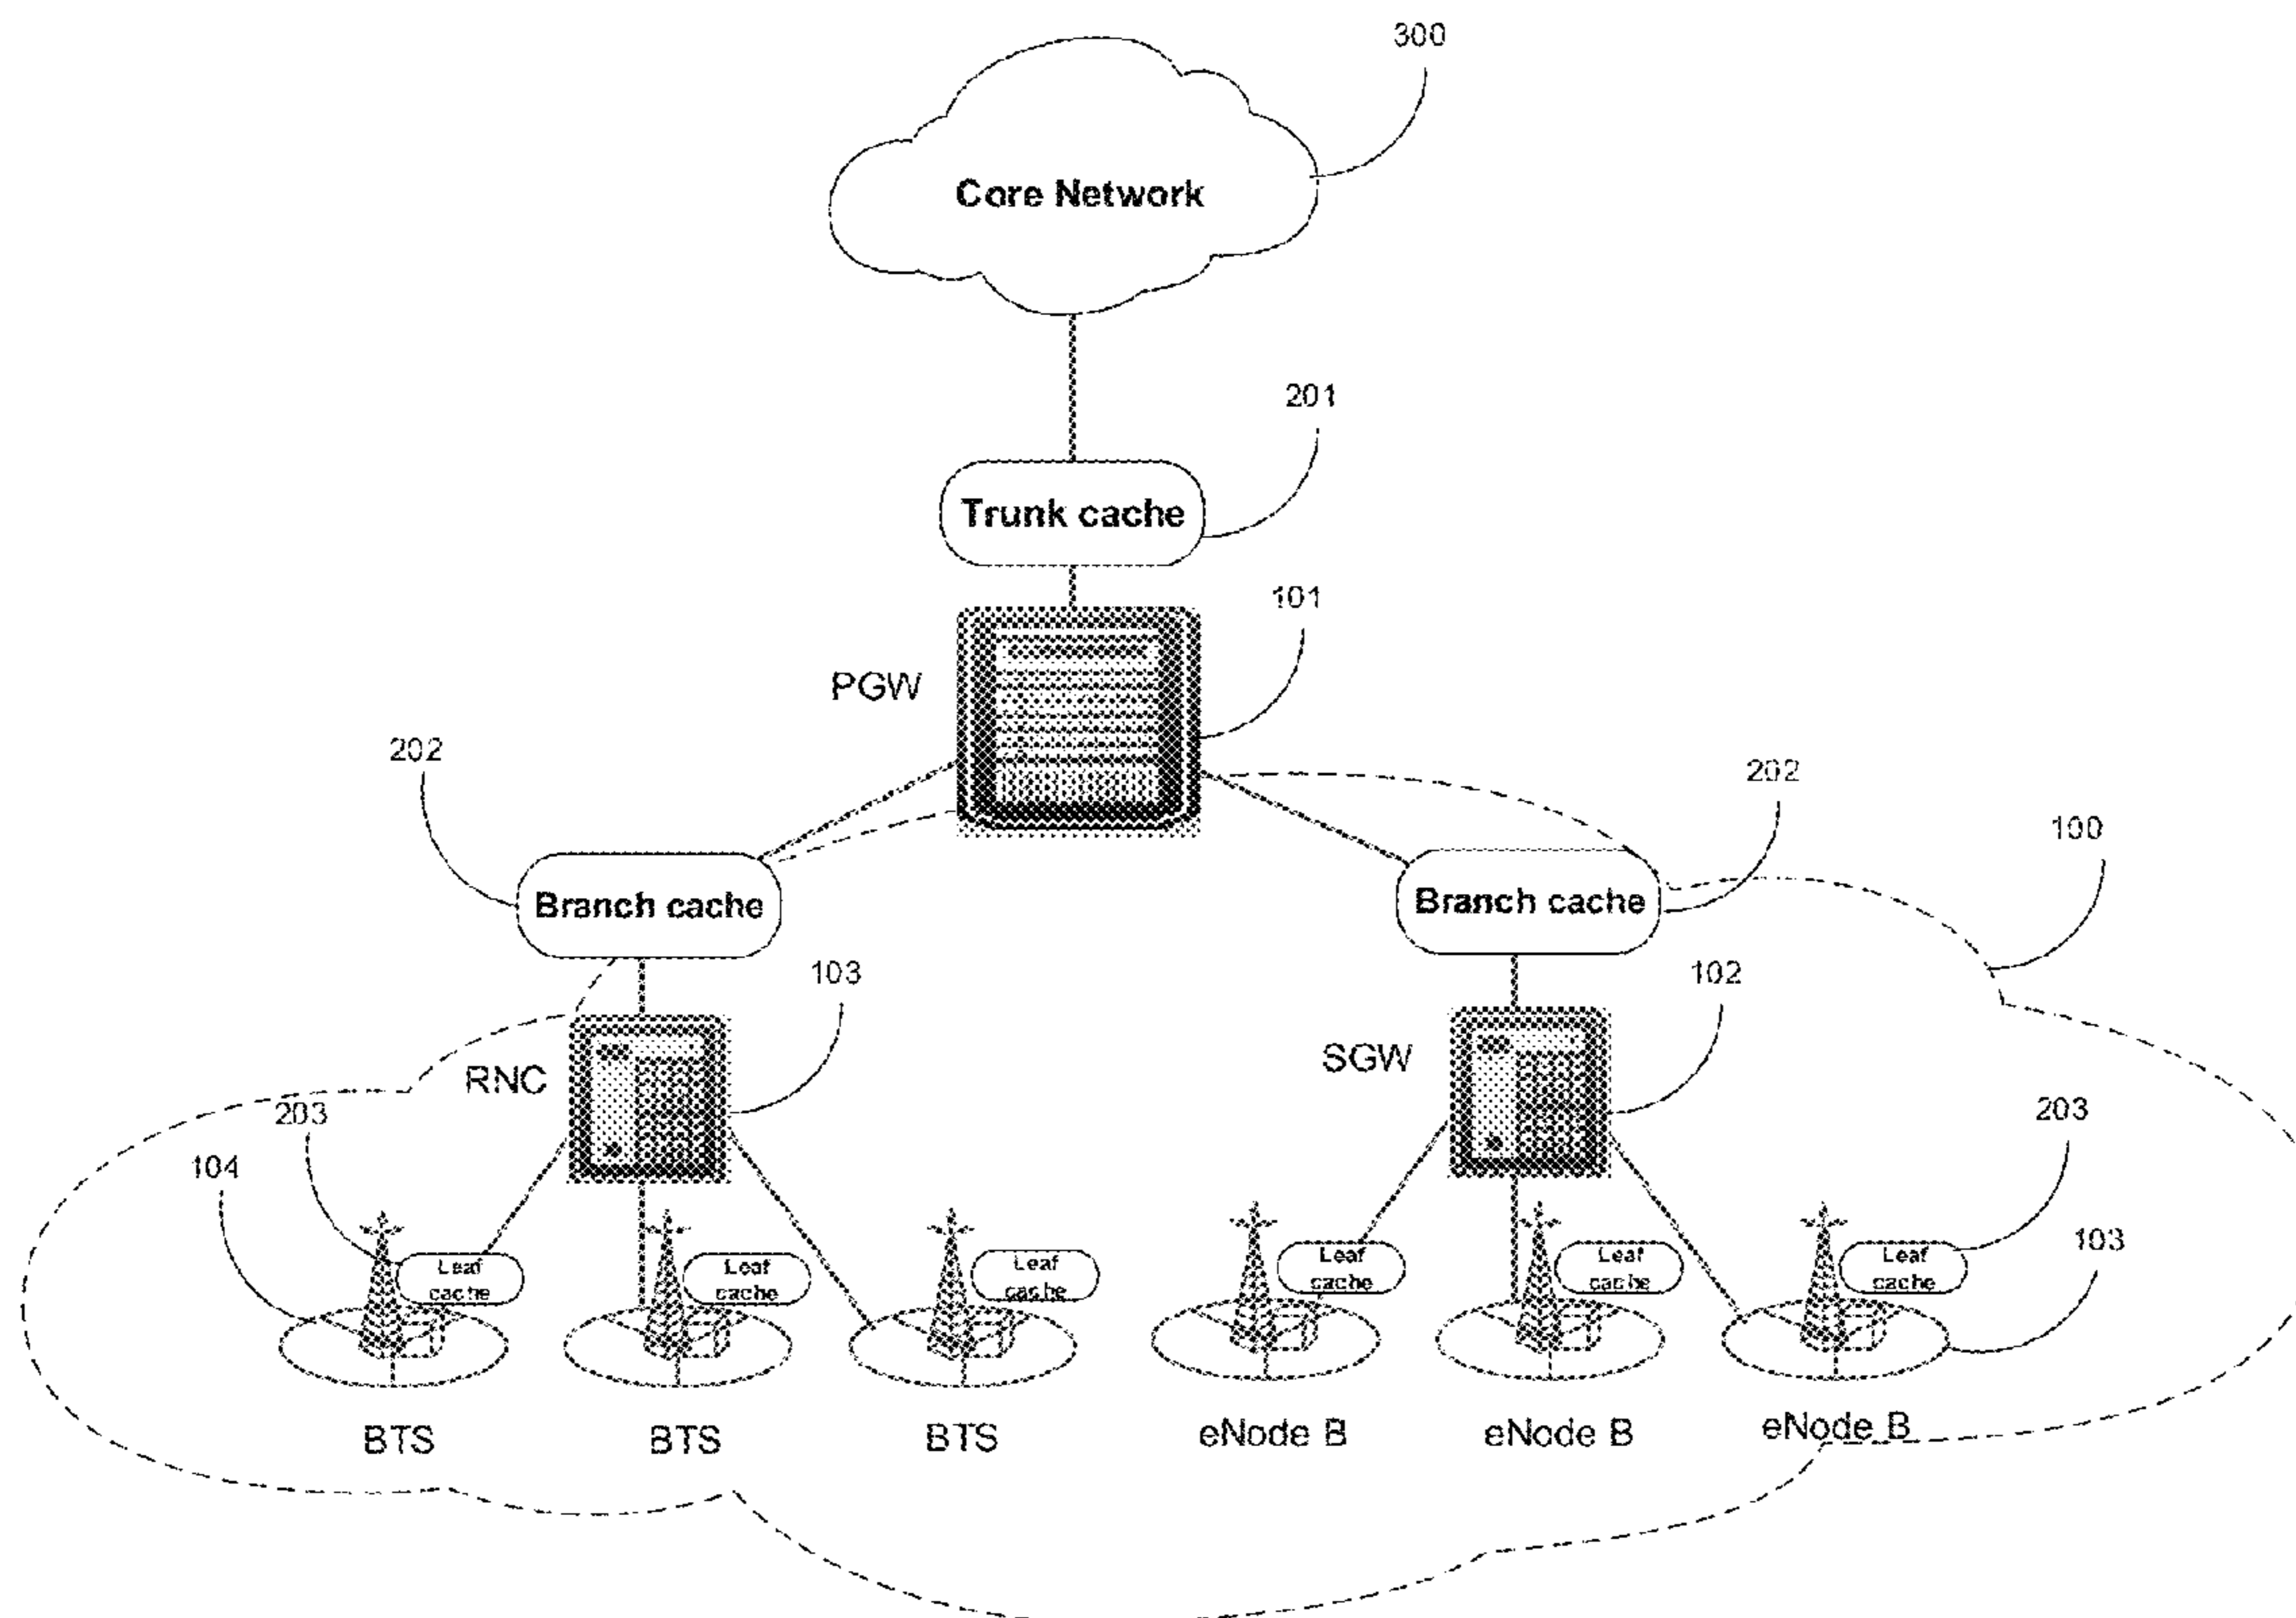 300
Core Network
201
Trunk cache
101
PGW
202
202
100
Branch cache
Branch cache
103
102
RNC
SGW
203
203
104
Leaf
cache
Leaf
cache
Leaf
cache
Leaf
cache
Leaf
cache
Leaf
cache
103
BTS
BTS
BTS
eNode B
eNode B
eNode B